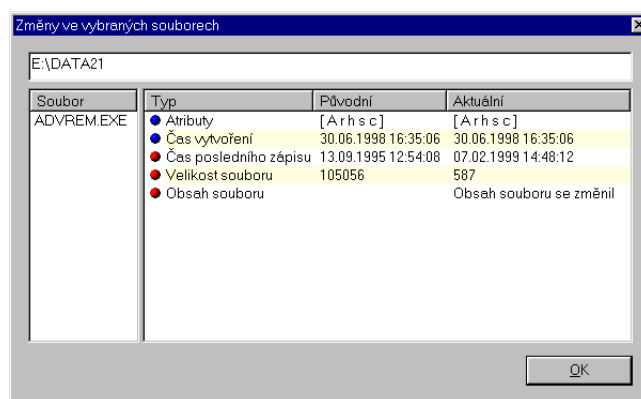 Změny ve vybraných souborech
E:\DATA21
Soubor Typ Původní Aktuální
ADVREM.EXE Atributy [ A r h s c ] [ A r h s c ]
Čas vytvoření 30.06.1998 16:35:06 30.06.1998 16:35:06
Čas posledního zápisu 13.09.1995 12:54:08 07.02.1999 14:48:12
Velikost souboru 105056 587
Obsah souboru Obsah souboru se změnil
OK